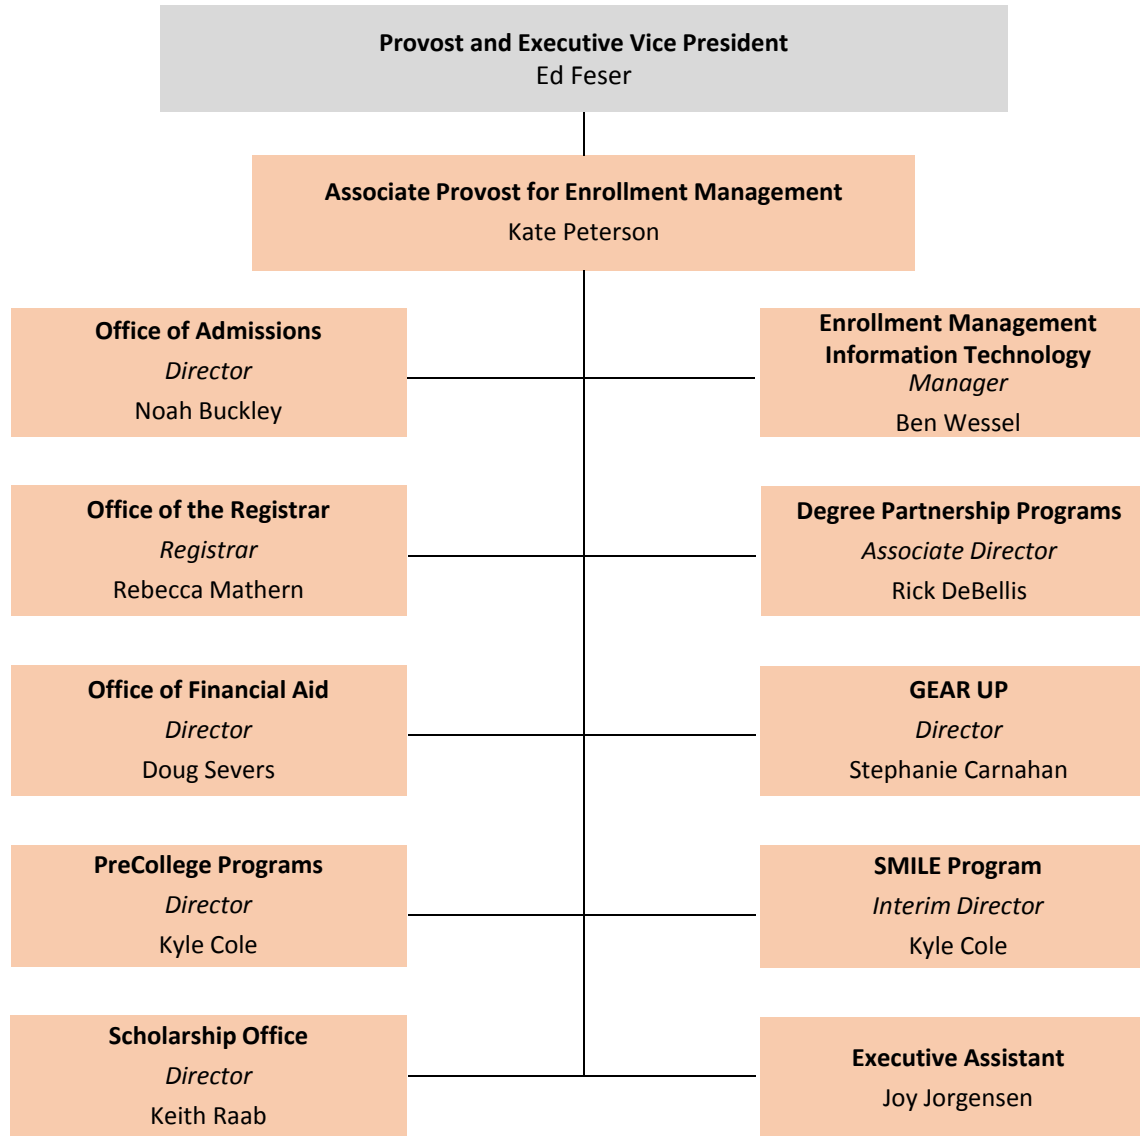 Provost and Executive Vice President
Ed Feser
Associate Provost for Enrollment Management
Kate Peterson
Office of Admissions
Director
Noah Buckley
Enrollment Management
Information Technology
Manager
Ben Wessel
Office of the Registrar
Registrar
Rebecca Mathern
Degree Partnership Programs
Associate Director
Rick DeBellis
Office of Financial Aid
Director
Doug Severs
GEAR UP
Director
Stephanie Carnahan
PreCollege Programs
Director
Kyle Cole
SMILE Program
Interim Director
Kyle Cole
Scholarship Office
Director
Keith Raab
Executive Assistant
Joy Jorgensen